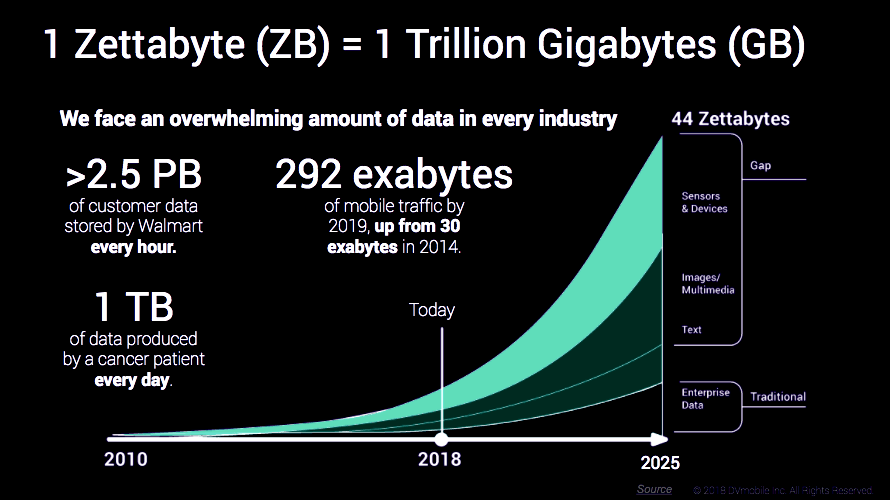 1 Zettabyte (ZB) = 1 Trillion Gigabytes (GB)
We face an overwhelming amount of data in every industry
44 Zettabytes
>2.5 PB
of customer data
stored by Walmart
every hour.
292 exabytes
of mobile traffic by
2019, up from 30
exabytes in 2014.
1 TB
of data produced
by a cancer patient
every day.
Today
Gap
Sensors
& Devices
Images/
Multimedia
Text
Enterprise
Data
Traditional
2010
2018
2025
Source
© 2018 DVmobile Inc. All Rights Reserved